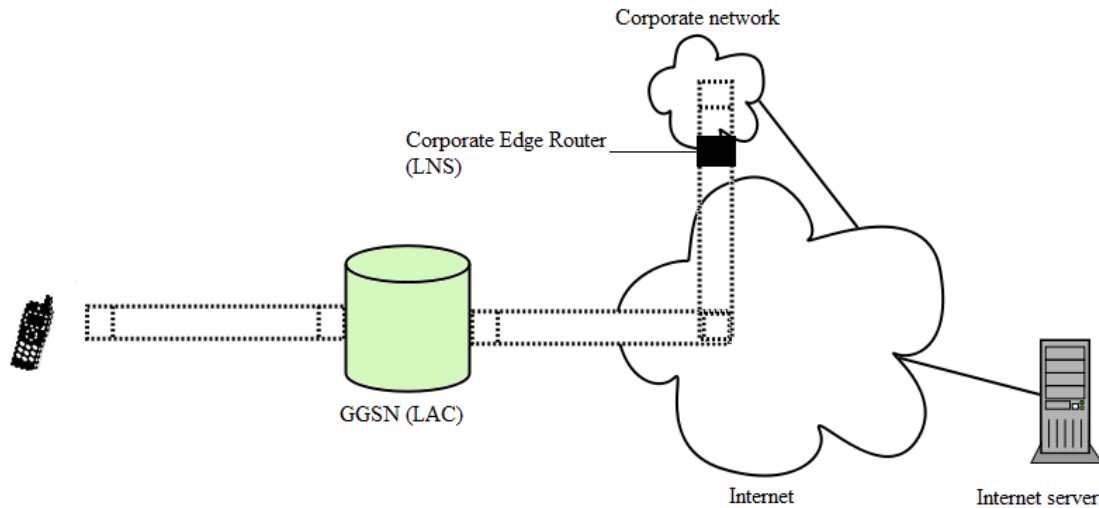 Corporate network
Corporate Edge Router
(LNS)
GGSN (LAC)
Internet
Internet server